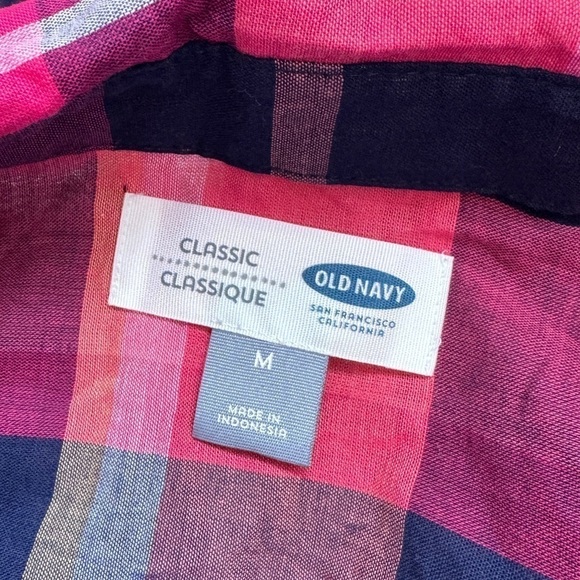 CLASSIC
CLASSIQUE
OLD NAVY
SAN FRANCISCO
CALIFORNIA
M
MADE IN
INDONESIA